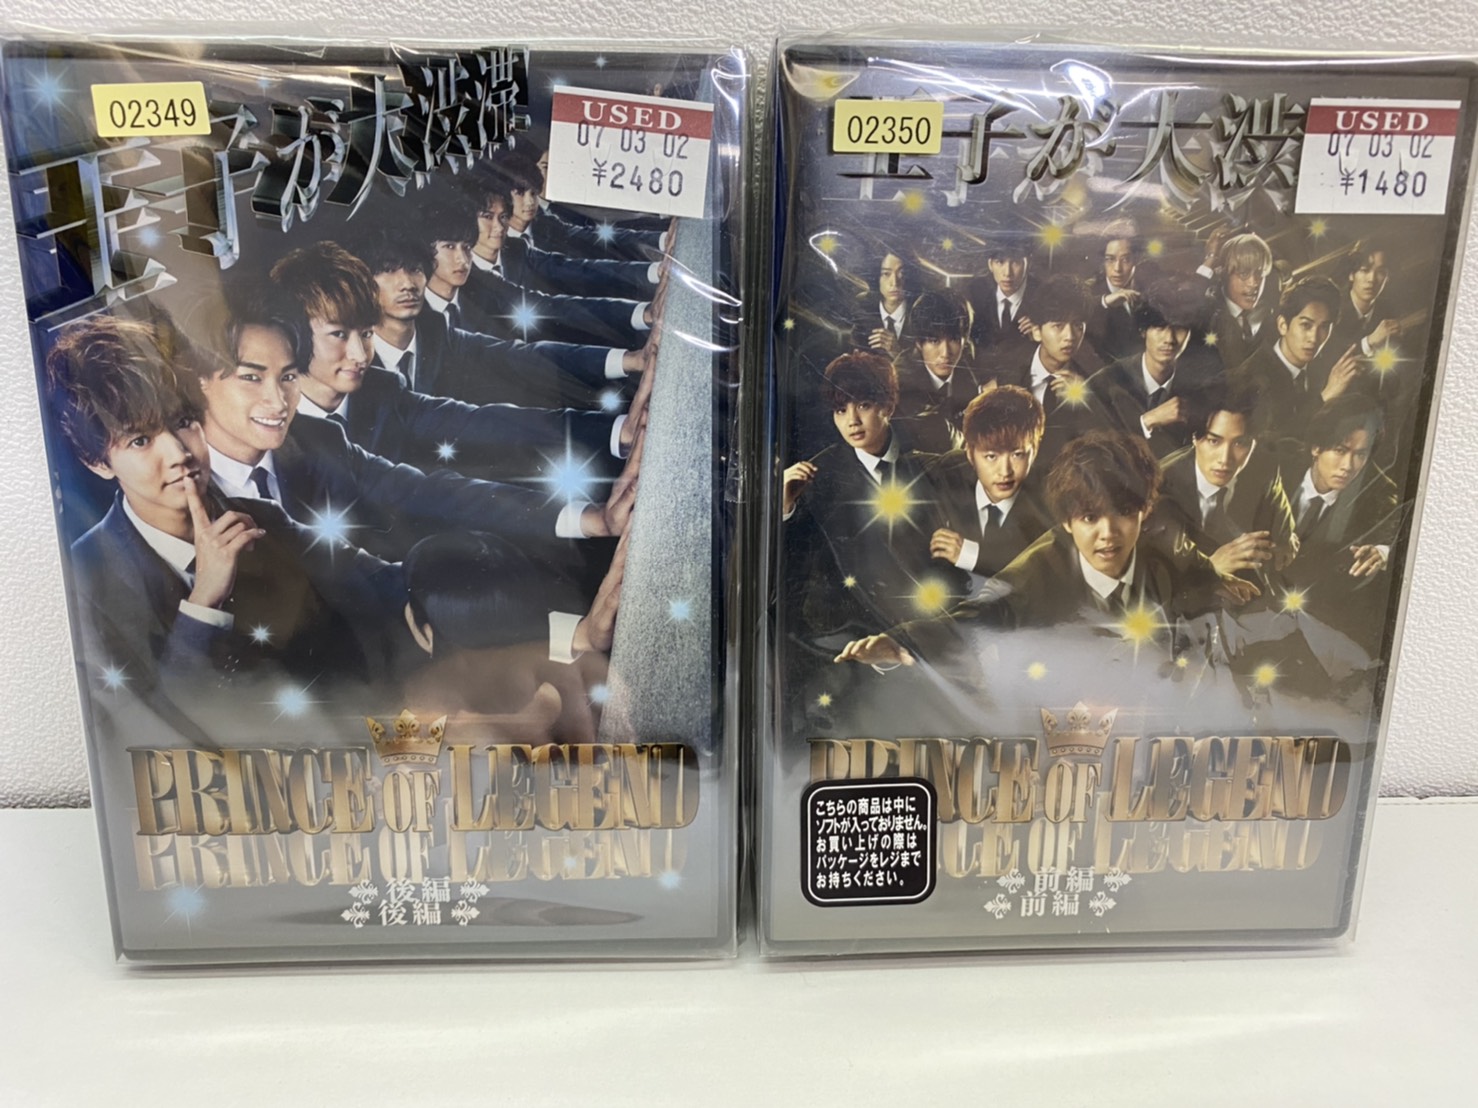 02349
USED
07 03 02
¥2480
王子が大渋滞
PRINCE OF LEGEND
後編
後編
02350
USED
07 03 02
¥1480
王子が大渋
PRINCE OF LEGEND
こちらの商品は中に
ソフトが入っておりません。
お買い上げの際は
パッケージをレジまで
お持ちください。
前編
前編